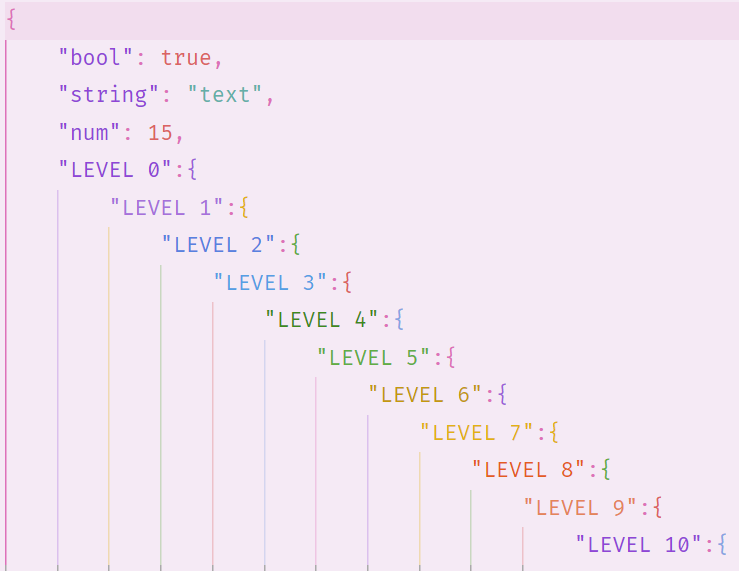 {
"bool": true,
"string": "text",
"num": 15,
"LEVEL 0":{
"LEVEL 1":{
"LEVEL 2":{
"LEVEL 3":{
"LEVEL 4":{
"LEVEL 5":{
"LEVEL 6":{
"LEVEL 7":{
"LEVEL 8":{
"LEVEL 9":{
"LEVEL 10":{